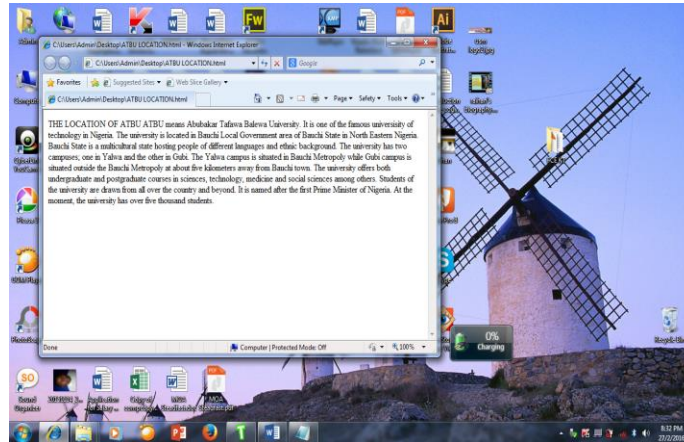 C:\Users\Admin\Desktop\ATBU LOCATION.html - Windows Internet Explorer
C:\Users\Admin\Desktop\ATBU LOCATION.html
Google
Favorites
Suggested Sites
Web Slice Gallery
C:\Users\Admin\Desktop\ATBU LOCATION.html
Page
Safety
Tools
THE LOCATION OF ATBU ATBU means Abubakar Tafawa Balewa University. It is one of the famous univerisity of
technology in Nigeria. The university is located in Bauchi Local Government area of Bauchi State in North Eastern Nigeria.
Bauchi State is a multicultural state hosting people of different languages and ethnic background. The university has two
campuses; one in Yalwa and the other in Gubi. The Yalwa campus is situated in Bauchi Metropoly while Gubi campus is
situated outside the Bauchi Metropoly at about five kilometers away from Bauchi town. The university offers both
undergraduate and postgraduate courses in sciences, technology, medicine and social sciences among others. Students of
the university are drawn from all over the country and beyond. It is named after the first Prime Minister of Nigeria. At the
moment, the university has over five thousand students.
Done
Computer | Protected Mode: Off
100%
0%
Charging
Fw
Ai
8:32 PM